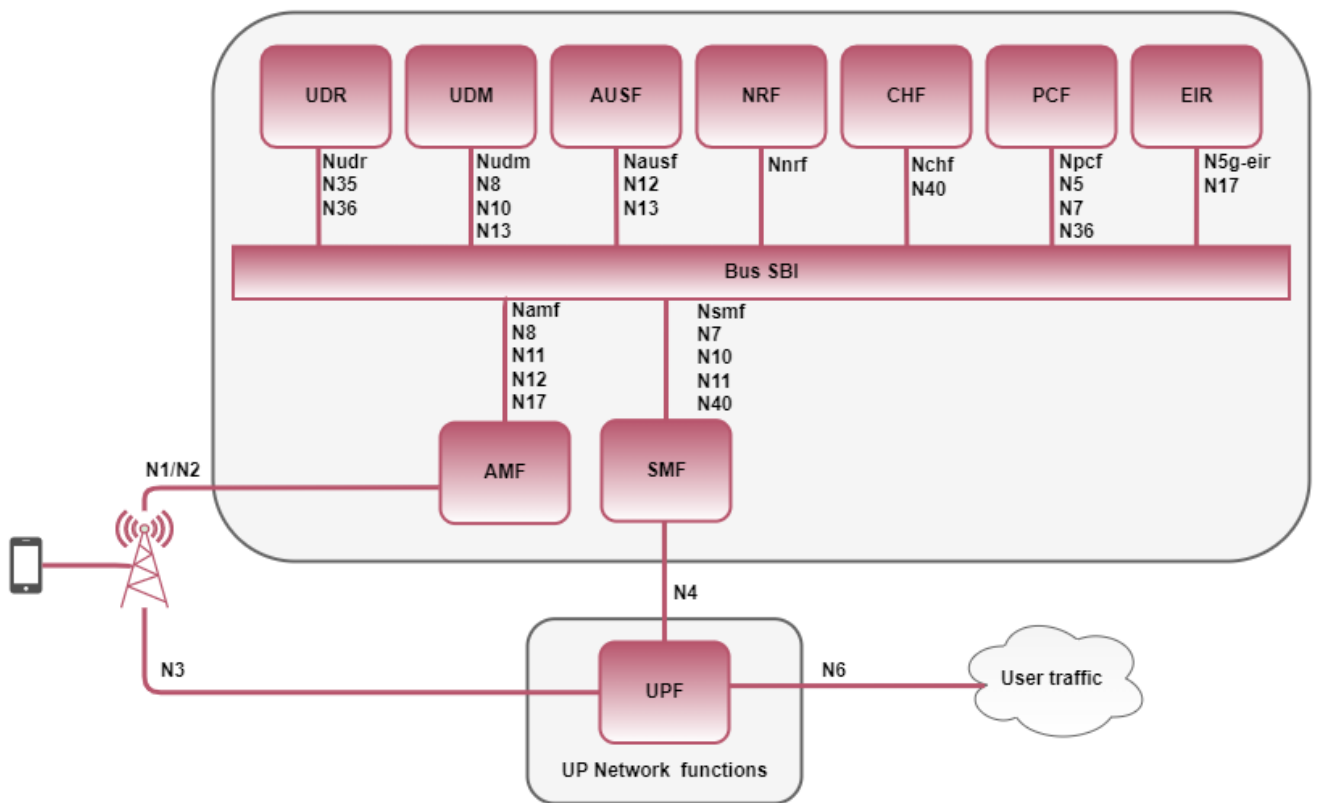 UDR
UDM
AUSF
NRF
CHF
PCF
EIR
Nudr
N35
N36
Nudm
N8
N10
N13
Nausf
N12
N13
Nnrf
Nchf
N40
Npcf
N5
N7
N36
N5g-eir
N17
Bus SBI
Namf
N8
N11
N12
N17
Nsmf
N7
N10
N11
N40
AMF
SMF
N1/N2
N4
N3
UPF
N6
User traffic
UP Network functions